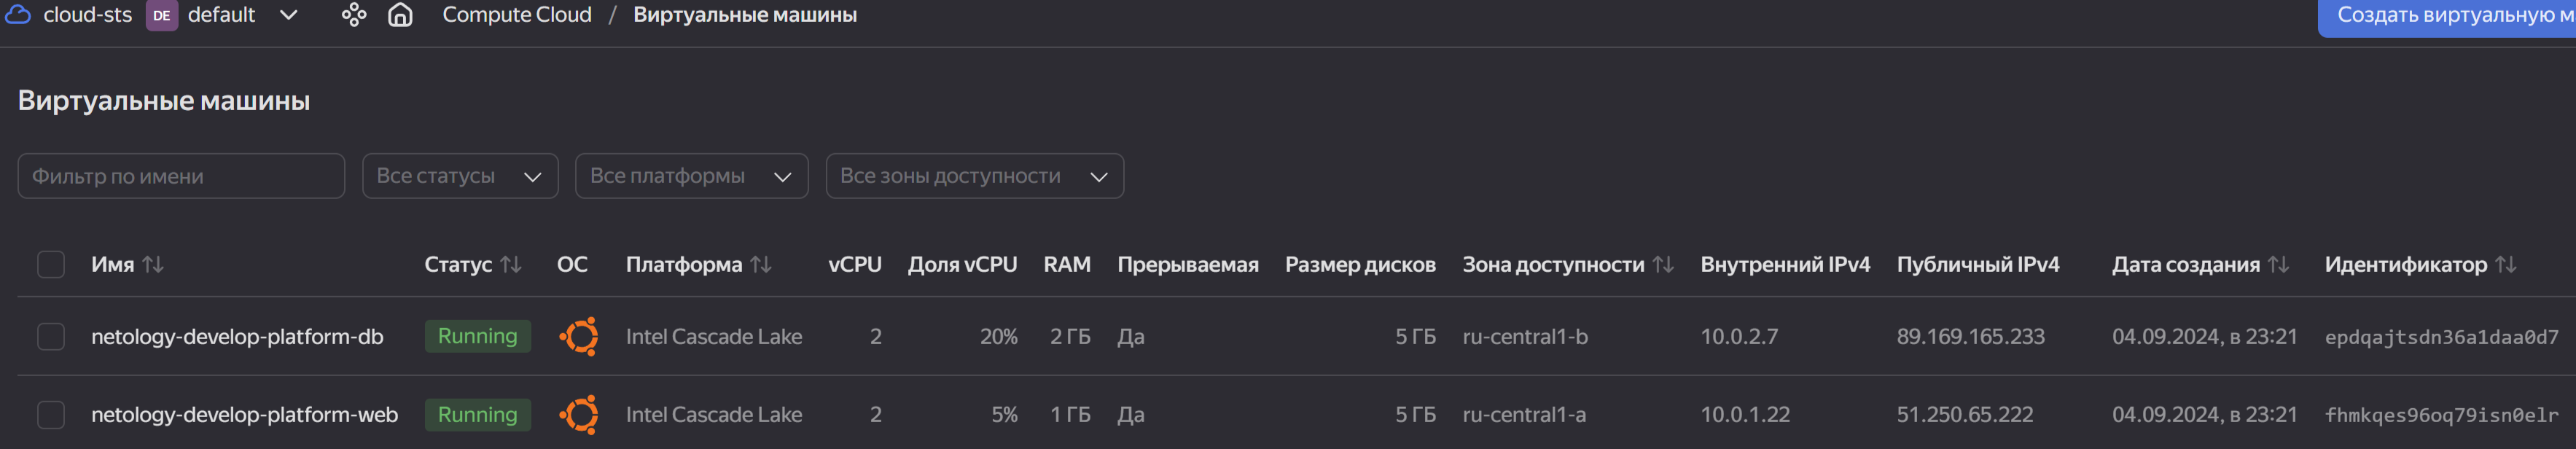 cloud-sts DE default Compute Cloud / Виртуальные машины Создать виртуальную м
Виртуальные машины
Фильтр по имени Все статусы Все платформы Все зоны доступности
Имя Статус ОС Платформа vCPU Доля vCPU RAM Прерываемая Размер дисков Зона доступности Внутренний IPv4 Публичный IPv4 Дата создания Идентификатор
netology-develop-platform-db Running Intel Cascade Lake 2 20% 2 ГБ Да 5 ГБ ru-central1-b 10.0.2.7 89.169.165.233 04.09.2024, в 23:21 epdqajtsdn36a1daa0d7
netology-develop-platform-web Running Intel Cascade Lake 2 5% 1 ГБ Да 5 ГБ ru-central1-a 10.0.1.22 51.250.65.222 04.09.2024, в 23:21 fhmkqes96oq79isn0elr